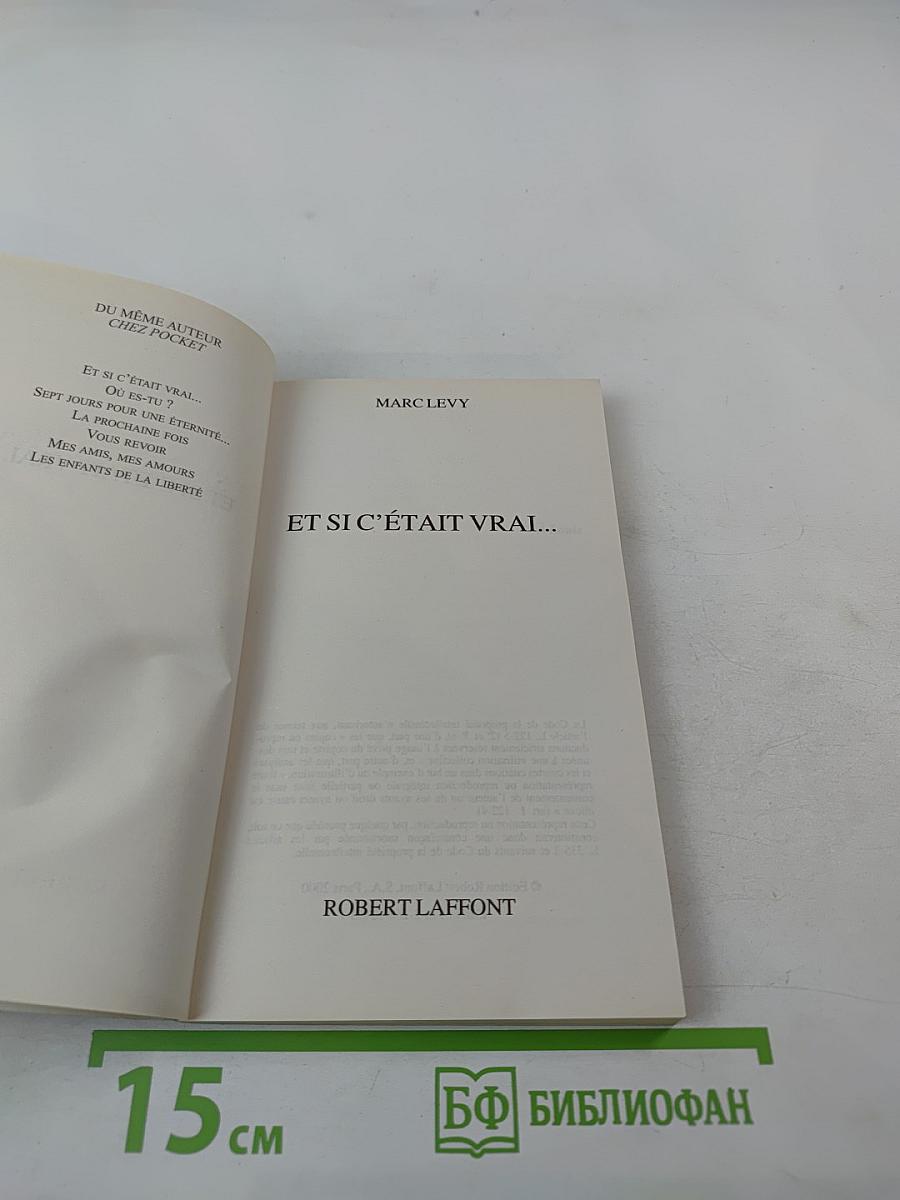 DU MÊME AUTEUR
CHEZ POCKET
ET SI C'ÉTAIT VRAI...
OÙ ES-TU ?
SEPT JOURS POUR UNE ÉTERNITÉ...
LA PROCHAINE FOIS
VOUS REVOIR
MES AMIS, MES AMOURS
LES ENFANTS DE LA LIBERTÉ
MARC LEVY
ET SI C'ÉTAIT VRAI...
ROBERT LAFFONT
15 см
БФ БИБЛИОФАН